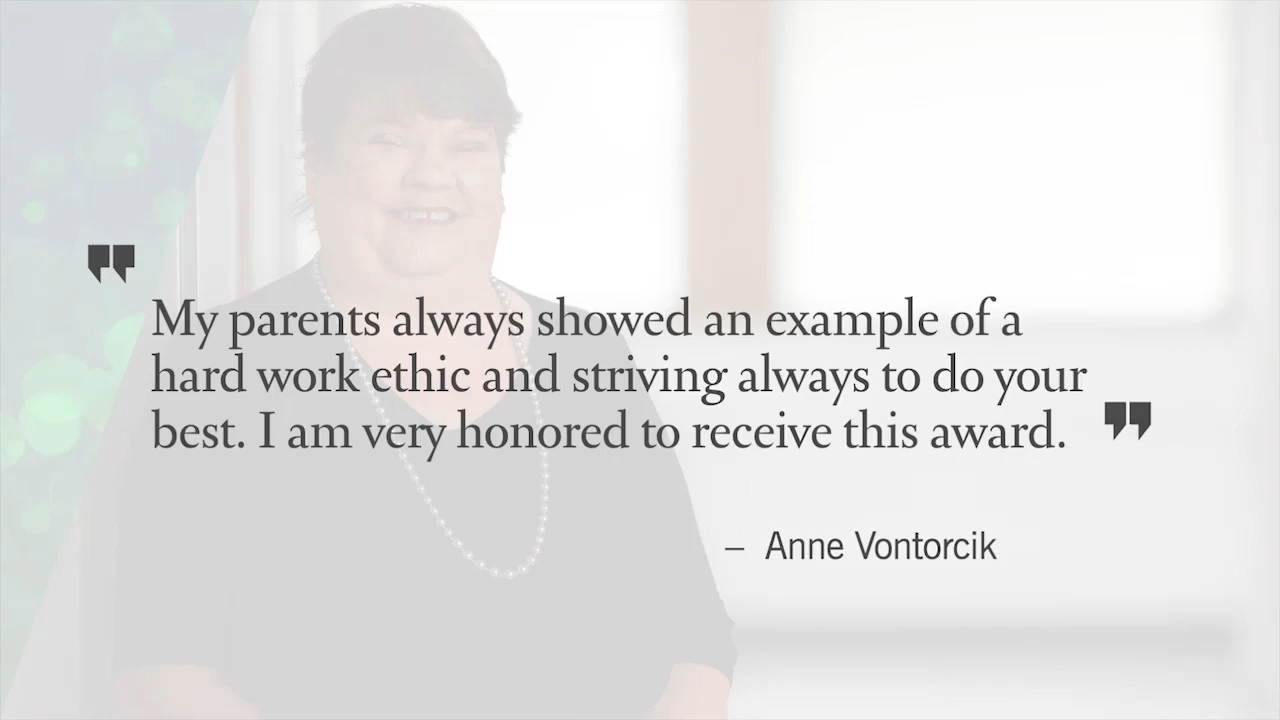 " My parents always showed an example of a
hard work ethic and striving always to do your
best. I am very honored to receive this award. "
– Anne Vontorcik